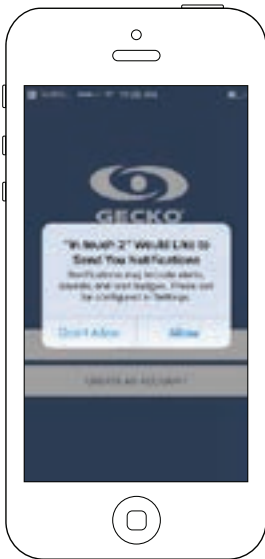 GECKO
"in.touch 2" Would Like to
Send You Notifications
Notifications may include alerts,
sounds, and icon badges. These can
be configured in Settings.
Don't Allow
Allow
CREATE AN ACCOUNT